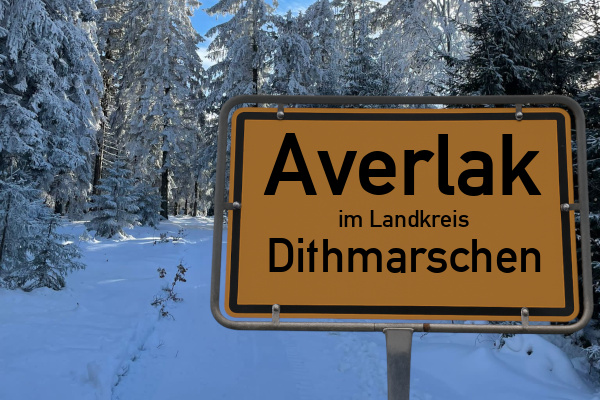 Averlak
im Landkreis
Dithmarschen